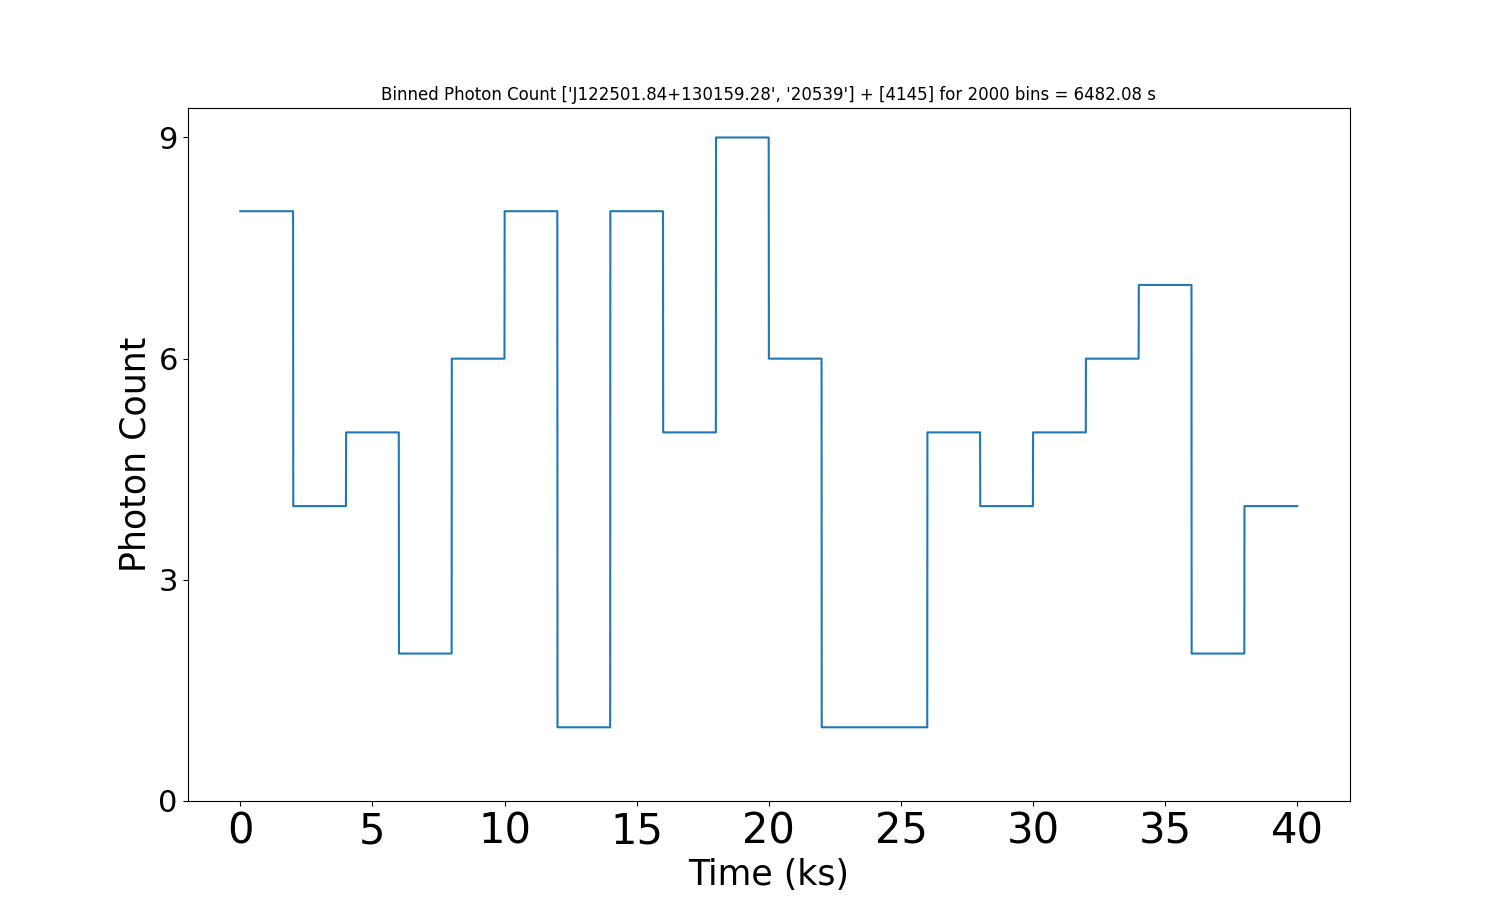 Binned Photon Count ['J122501.84+130159.28', '20539'] + [4145] for 2000 bins = 6482.08 s
9
6
3
0
Photon Count
0 5 10 15 20 25 30 35 40
Time (ks)